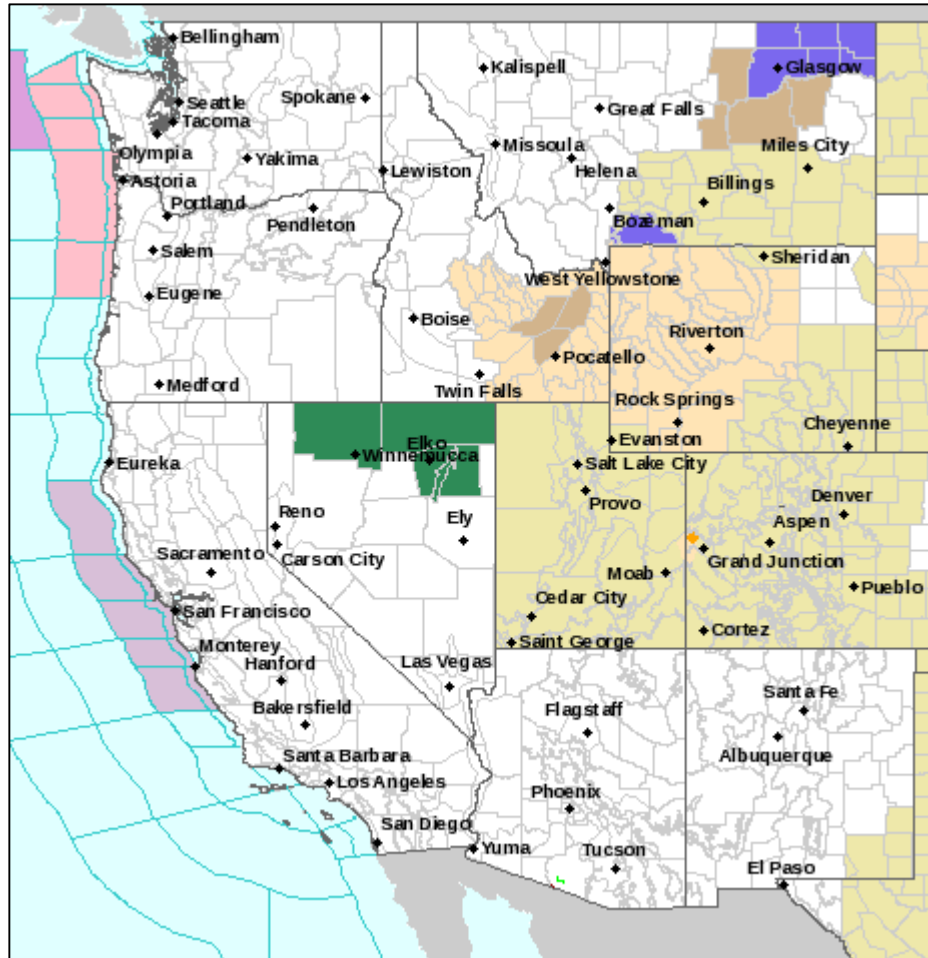 Bellingham
Kalispell
Glasgow
Spokane
Seattle
Great Falls
Tacoma
Missoula
Miles City
Olympia
Yakima
Helena
Lewiston
Astoria
Billings
Portland
Pendleton
Bozeman
Salem
Sheridan
West Yellowstone
Eugene
Boise
Riverton
Pocatello
Medford
Twin Falls
Rock Springs
Cheyenne
Elko
Evanston
Winnemucca
Eureka
Salt Lake City
Provo
Denver
Reno
Ely
Aspen
Sacramento
Carson City
Grand Junction
Moab
Pueblo
Cedar City
San Francisco
Cortez
Saint George
Monterey
Hanford
Las Vegas
Santa Fe
Bakersfield
Flagstaff
Albuquerque
Santa Barbara
Los Angeles
Phoenix
San Diego
Yuma
Tucson
El Paso